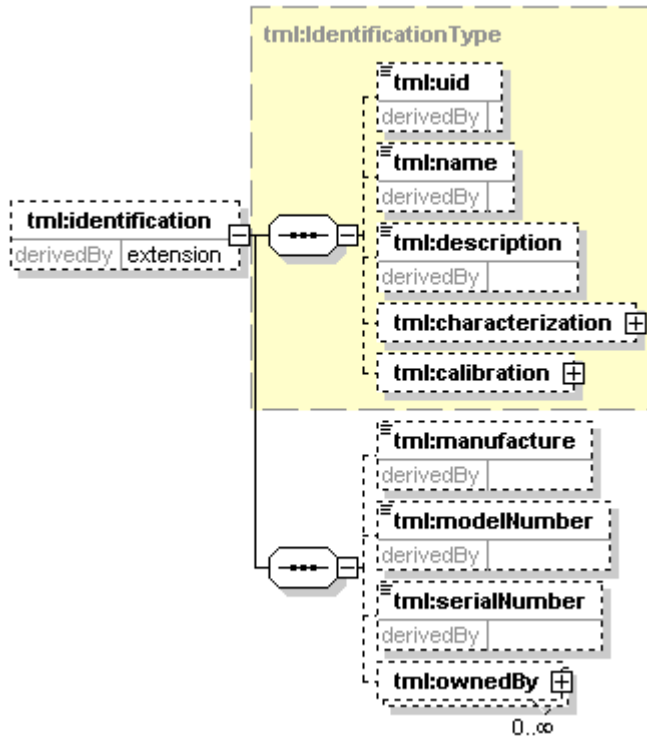 tml:IdentificationType
tml:uid
derivedBy
tml:name
derivedBy
tml:identification
derivedBy extension
tml:description
derivedBy
tml:characterization
tml:calibration
tml:manufacture
derivedBy
tml:modelNumber
derivedBy
tml:serialNumber
derivedBy
tml:ownedBy
0..∞